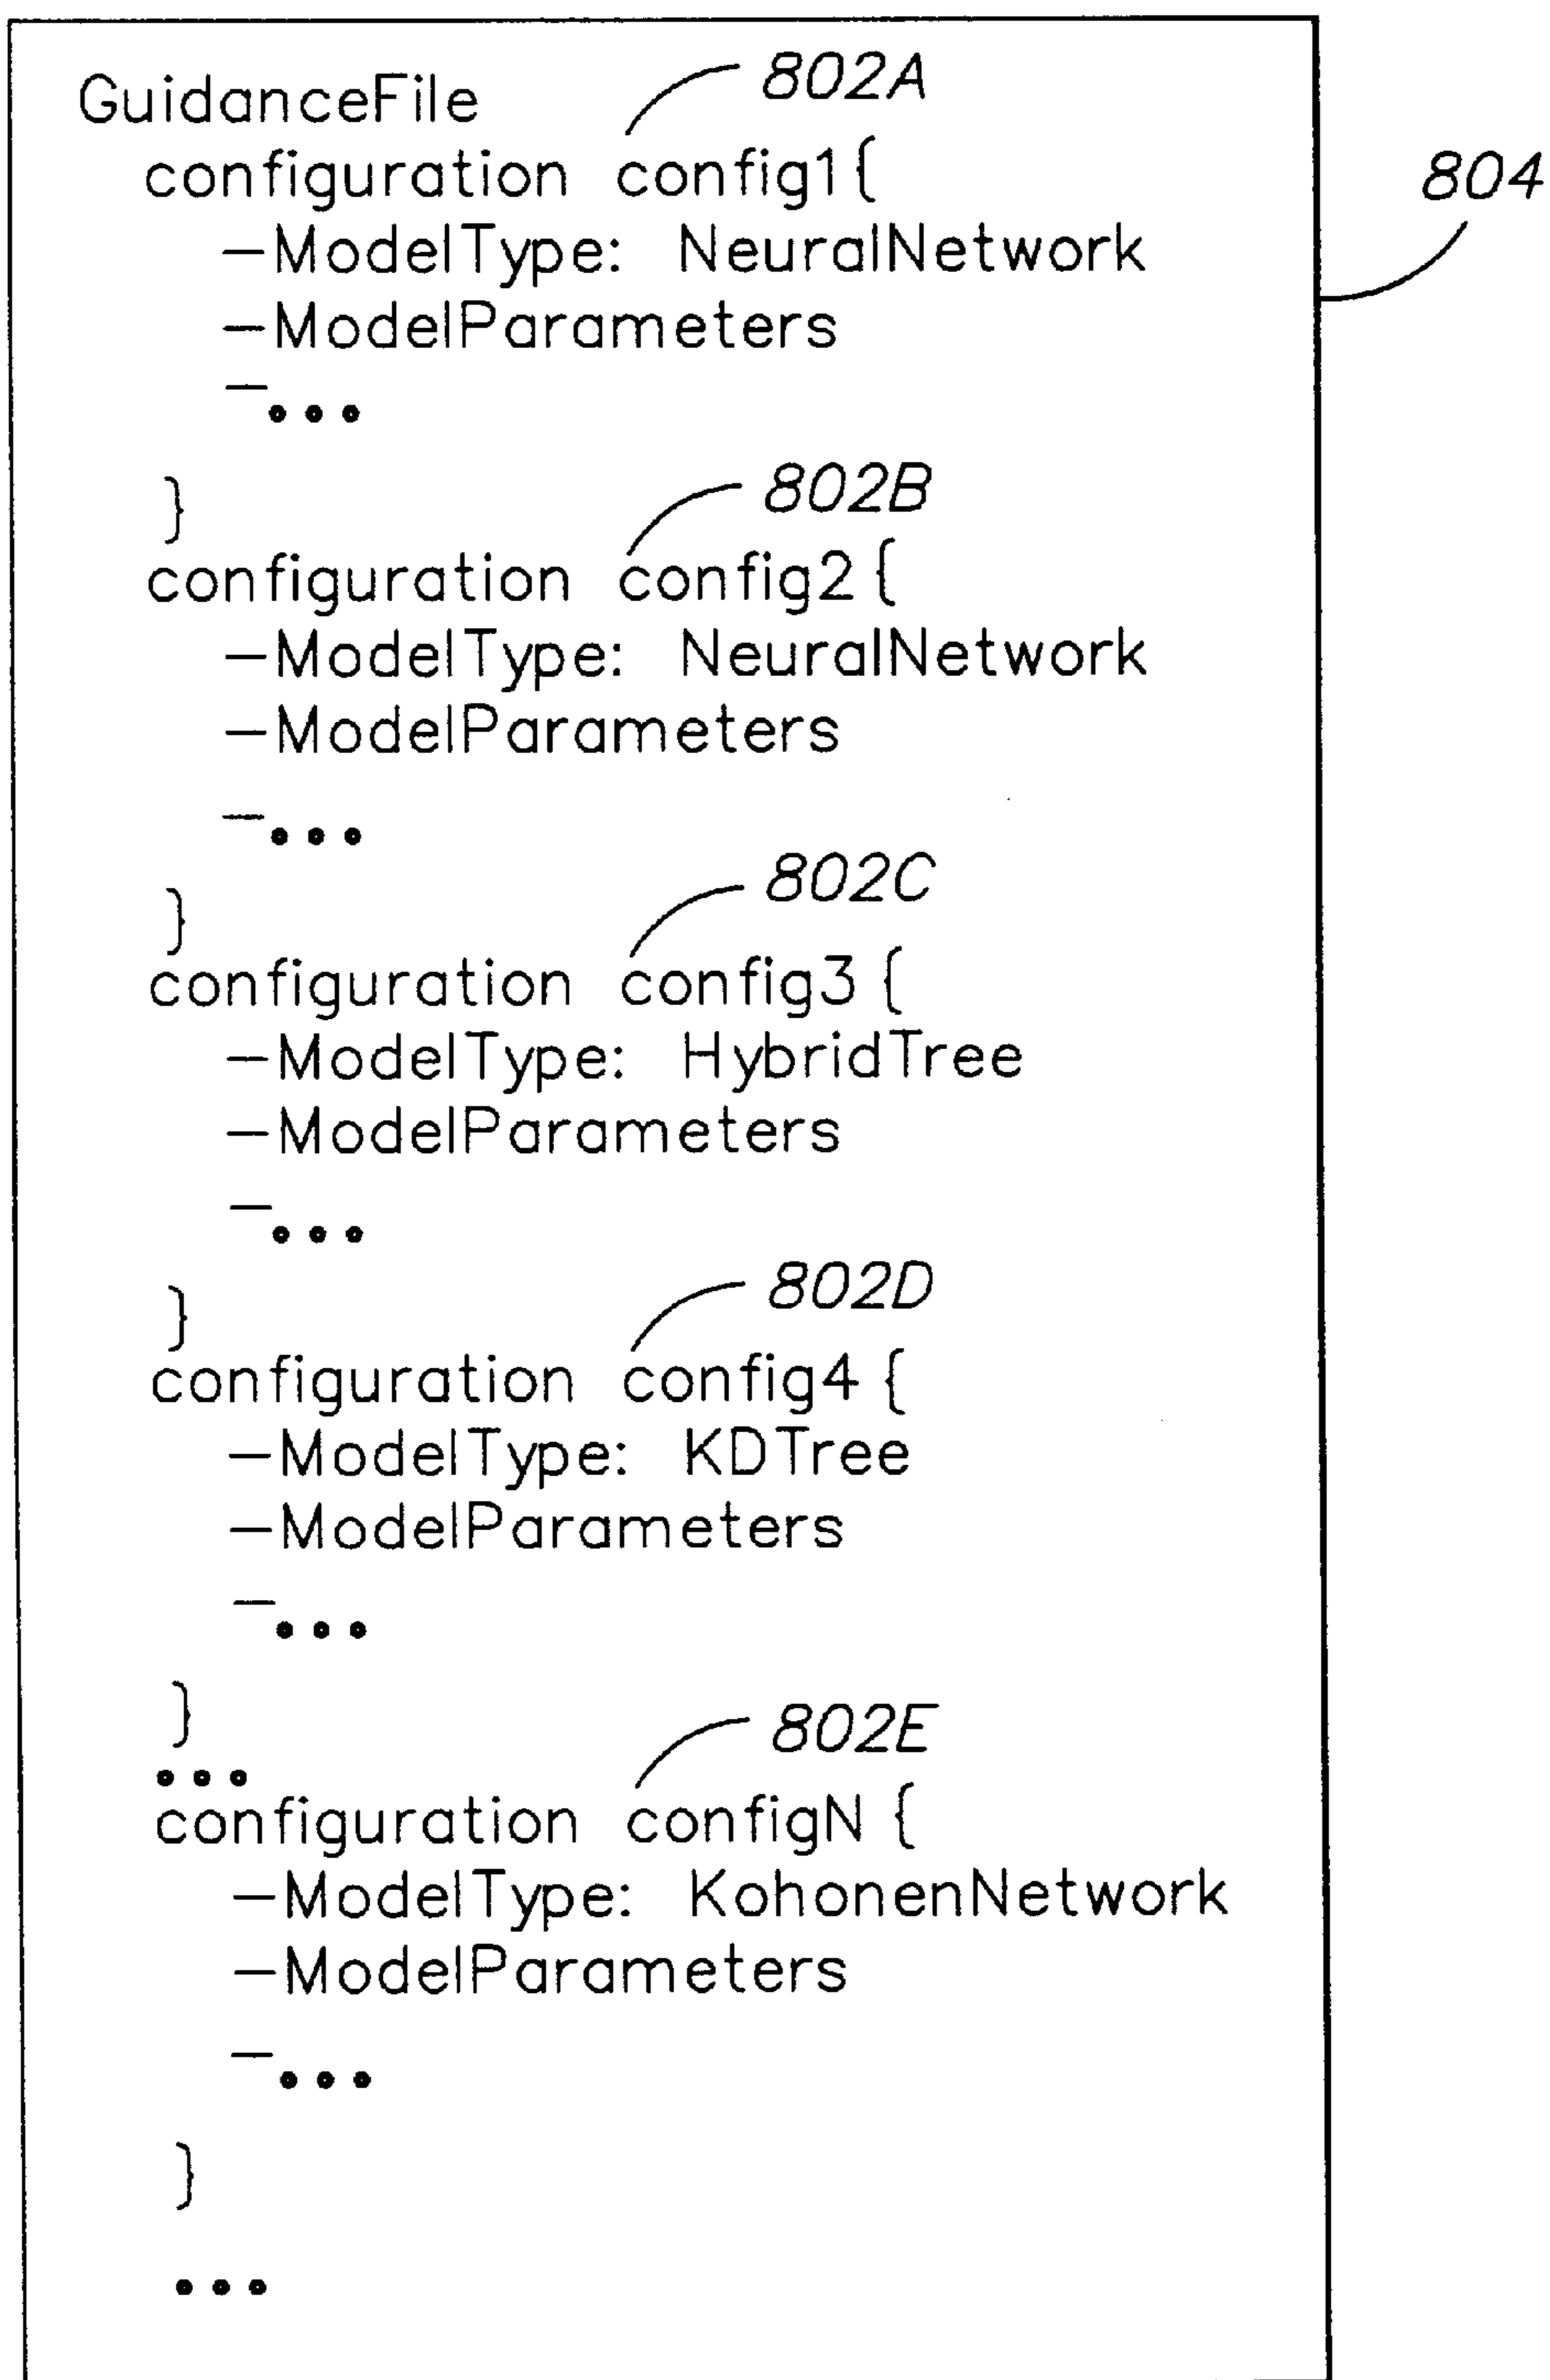 GuidanceFile 802A
configuration config1{
804
-ModelType: NeuralNetwork
-ModelParameters
-...
}
802B
configuration config2{
-ModelType: NeuralNetwork
-ModelParameters
-...
802C
}
configuration config3{
-ModelType: HybridTree
-ModelParameters
-...
802D
}
configuration config4{
-ModelType: KDTree
-ModelParameters
-...
}
802E
...
configuration configN{
-ModelType: KohonenNetwork
-ModelParameters
-...
}
...